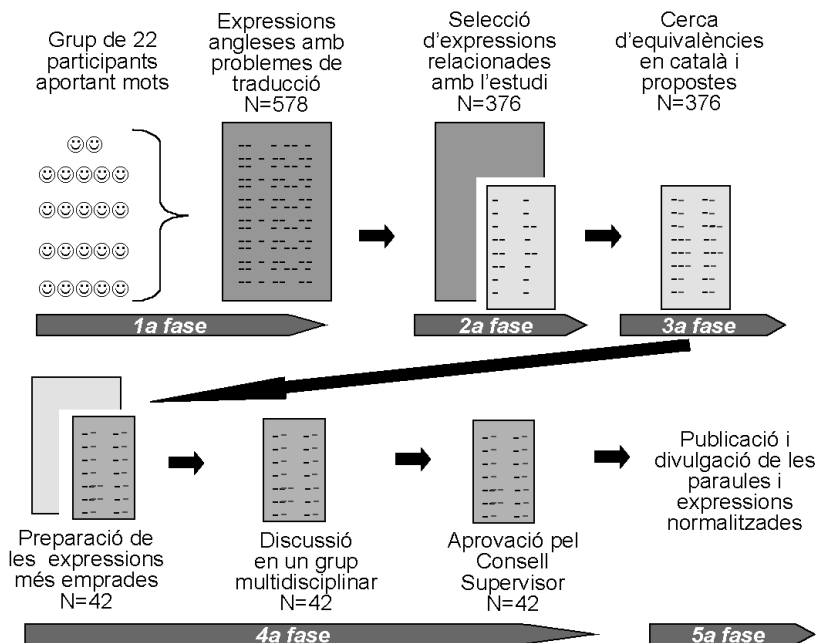 Grup de 22
participants
aportant mots
Expressions
angleses amb
problemes de
traducció
N=578
Selecció
d'expressions
relacionades
amb l'estudi
N=376
Cerca
d'equivalències
en català i
propostes
N=376
1a fase
2a fase
3a fase
Preparació de
les expressions
més emprades
N=42
Discussió
en un grup
multidisciplinar
N=42
Aprovació pel
Consell
Supervisor
N=42
Publicació i
divulgació de les
paraules i
expressions
normalitzades
4a fase
5a fase